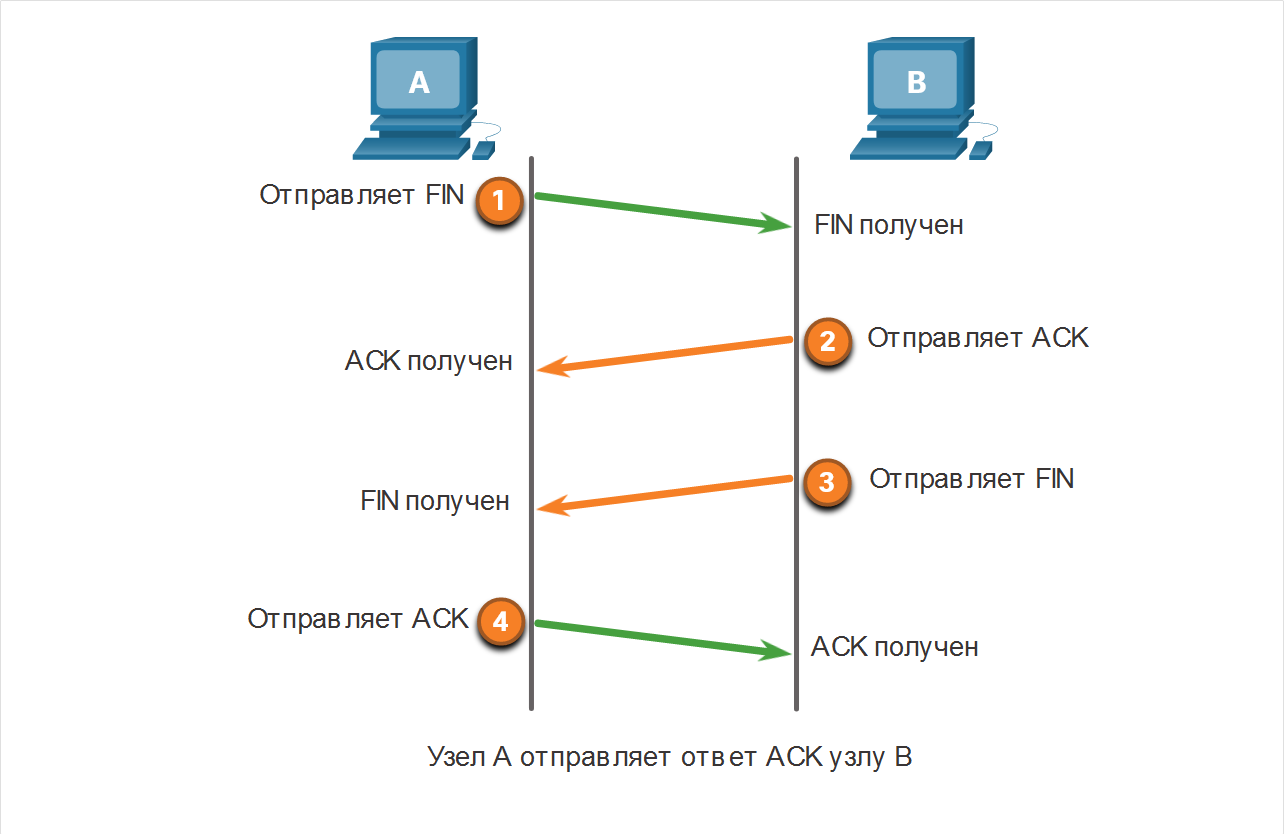 A
B
Отправляет FIN
1
FIN получен
2
Отправляет ACK
ACK получен
3
Отправляет FIN
FIN получен
Отправляет ACK
4
ACK получен
Узел A отправляет ответ ACK узлу B